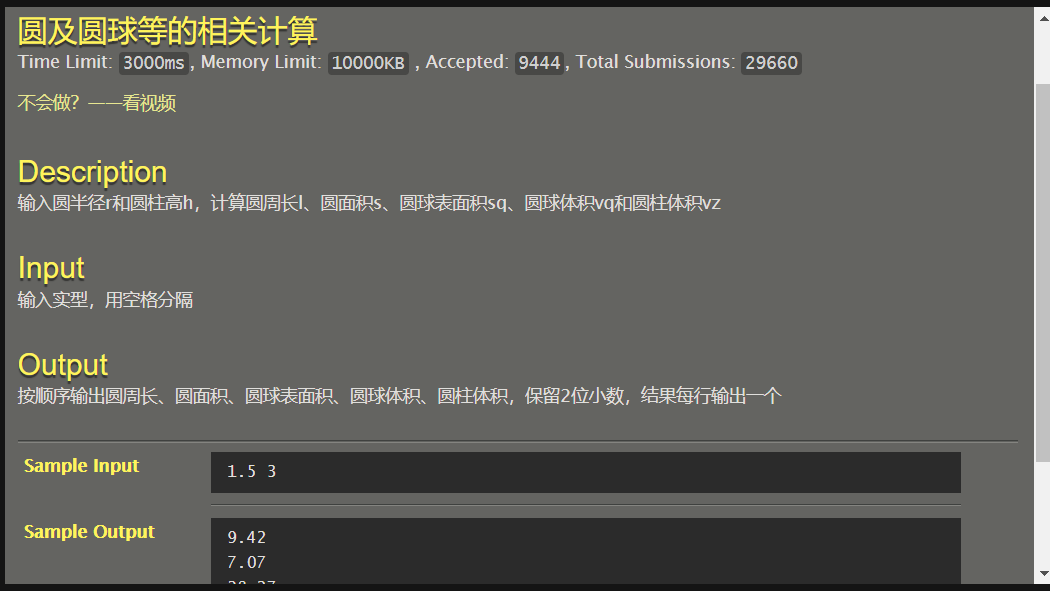 圆及圆球等的相关计算
Time Limit: 3000ms, Memory Limit: 10000KB , Accepted: 9444, Total Submissions: 29660
不会做？——看视频
Description
输入圆半径r和圆柱高h，计算圆周长l、圆面积s、圆球表面积sq、圆球体积vq和圆柱体积vz
Input
输入实型，用空格分隔
Output
按顺序输出圆周长、圆面积、圆球表面积、圆球体积、圆柱体积，保留2位小数，结果每行输出一个
Sample Input
1.5 3
Sample Output
9.42
7.07